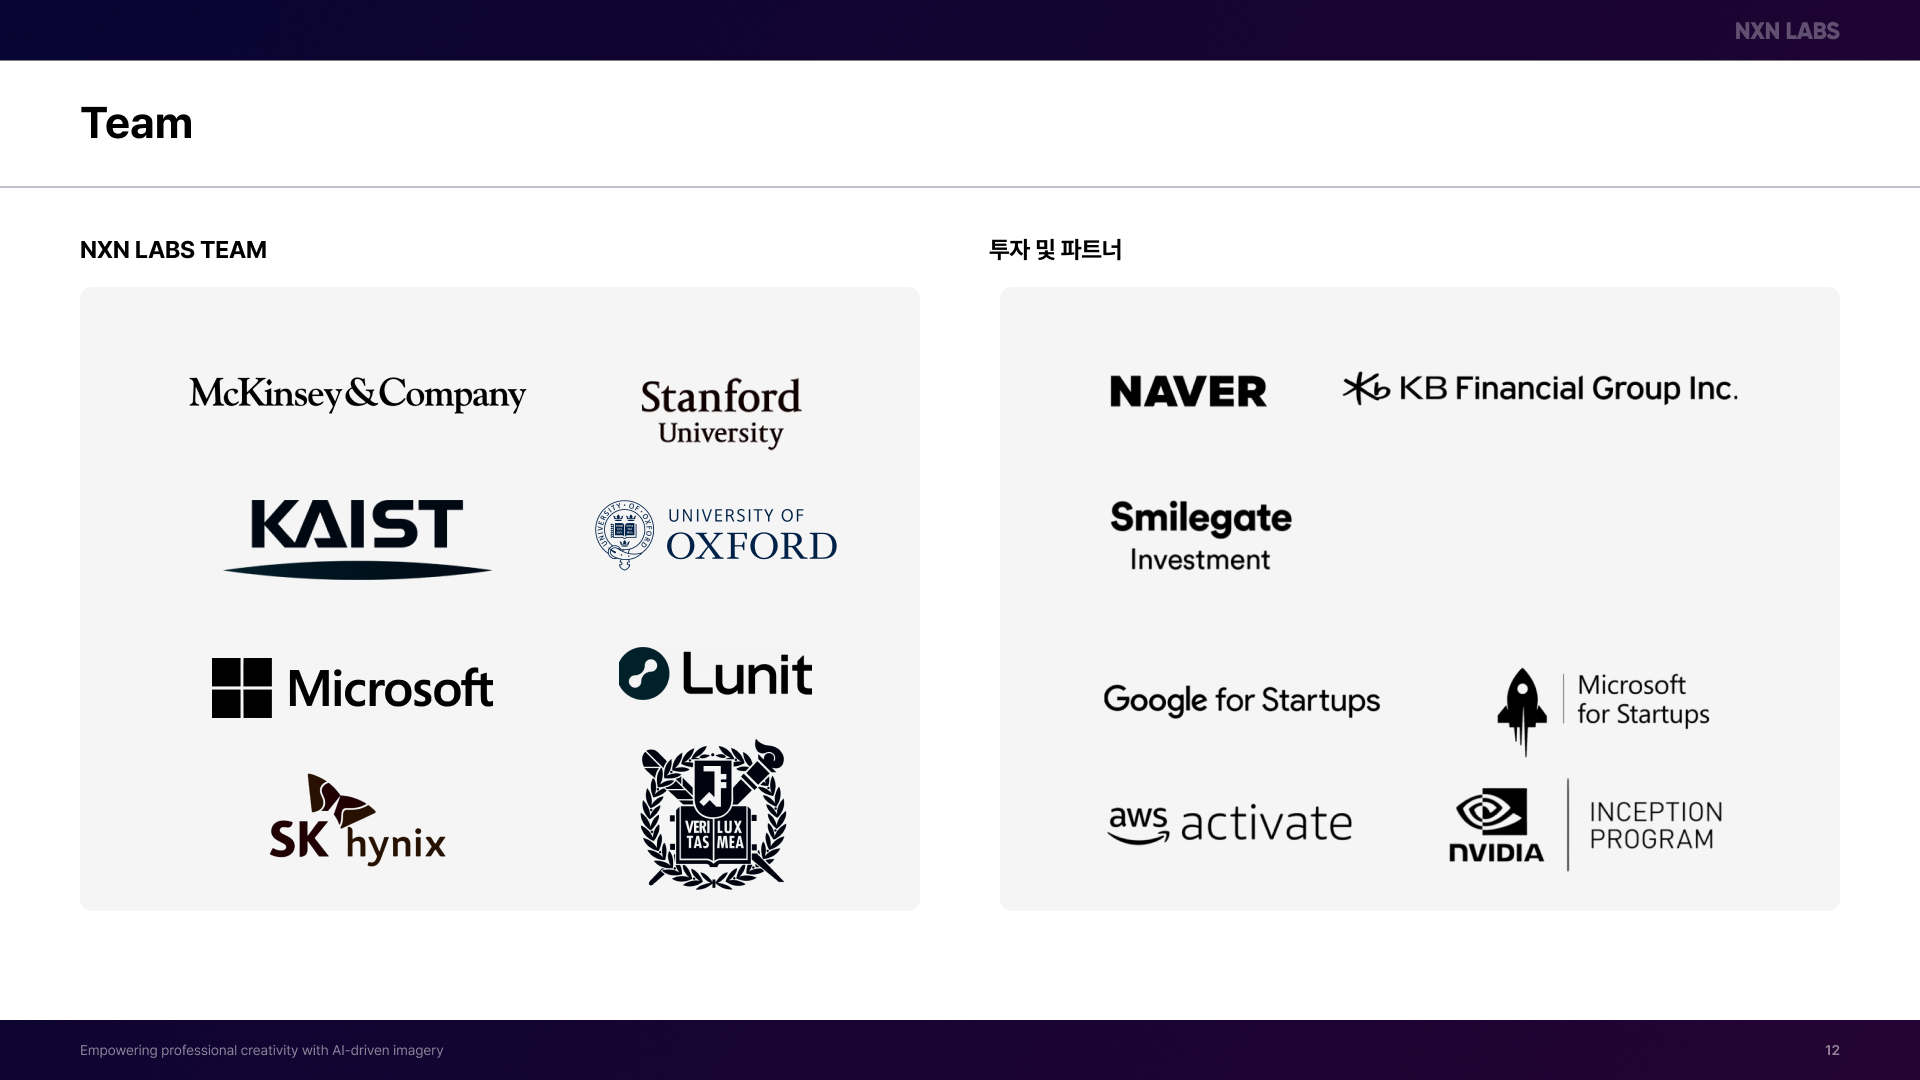 NXN LABS
Team
NXN LABS TEAM
McKinsey&Company
Stanford
University
KAIST
UNIVERSITY OF
OXFORD
Microsoft
Lunit
SK hynix
VERI LUX
TAS MEA
투자 및 파트너
NAVER
KB Financial Group Inc.
Smilegate
Investment
Google for Startups
Microsoft
for Startups
aws activate
NVIDIA
INCEPTION
PROGRAM
Empowering professional creativity with AI-driven imagery
12